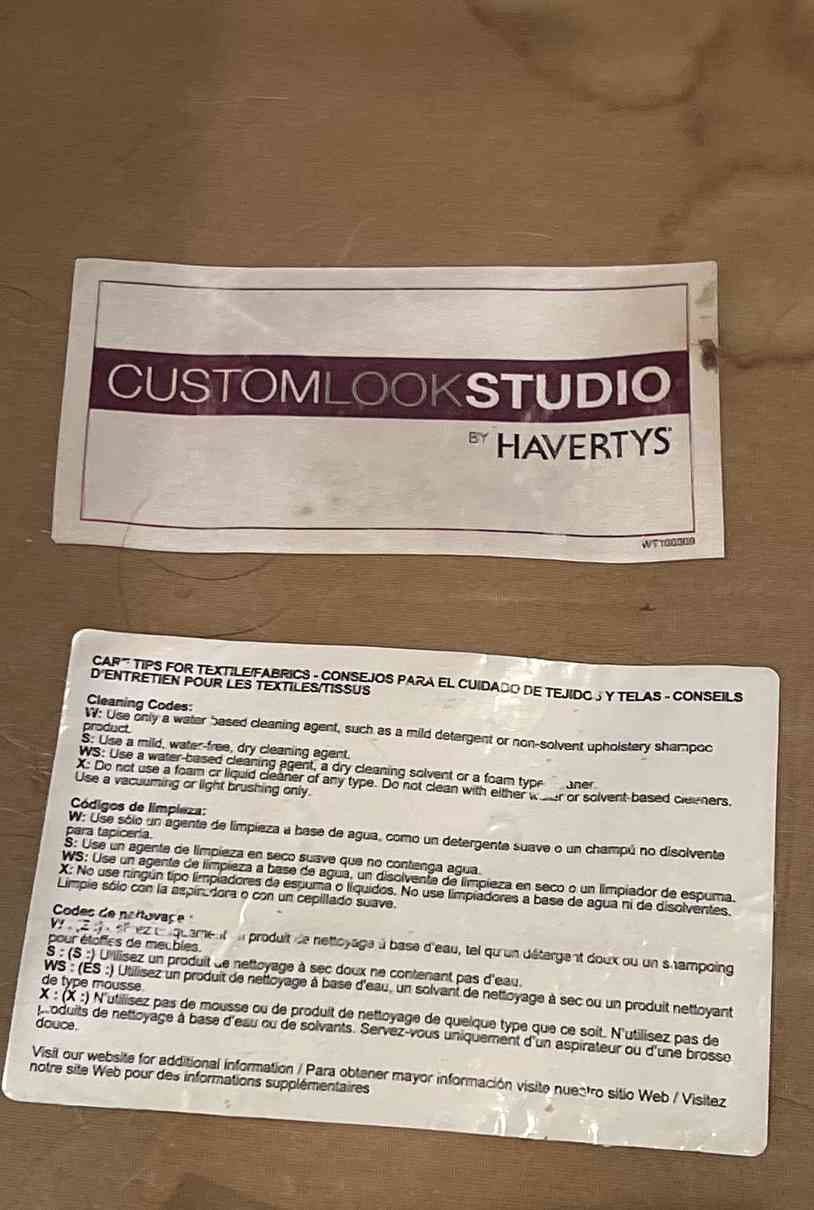 CUSTOMLOOKSTUDIO
BY HAVERTYS
TIPS FOR TEXTILE/FABRICS - CONSEJOS PARA EL CUIDADO DE Y TELAS - CONSEILS
D'ENTRETIEN POUR LES TEXTILES/TISSUS
Cleaning Codes:
W: Use only a water based cleaning agent, such as a mild detergent or non-solvent upholstery shampoo
product.
S: Use a mild, water-free, dry cleaning agent.
WS: Use a water-based cleaning agent, a dry cleaning solvent or a foam type
X: Do not use a foam or liquid cleaner of any type. Do not clean with either or solvent-based cleaners.
Use a vacuuming or light brushing only.
Códigos de limpieza:
W: Use sólo un agente de limpieza a base de agua, como un detergente suave o un champú no disolvente
para tapicería.
S: Use un agente de limpieza en seco suave que no contenga agua.
WS: Use un agente de limpieza a base de agua, un disolvente de limpieza en seco o un limpiador de espuma.
X: No use ningún tipo limpiadores de espuma o líquidos. No use limpiadores a base de agua ni de disolventes.
Limpie sólo con la aspiradora o con un cepillado suave.
Codes de nettoyage :
produit de nettoyage à base d'eau, tel qu'un détergent doux ou un shampoing
pour étoffes de meubles.
S : (S :) Utilisez un produit de nettoyage à sec doux ne contenant pas d'eau.
WS : (ES :) Utilisez un produit de nettoyage à base d'eau, un solvant de nettoyage à sec ou un produit nettoyant
de type mousse.
X : (X :) N'utilisez pas de mousse ou de produit de nettoyage de quelque type que ce soit. N'utilisez pas de
produits de nettoyage à base d'eau ou de solvants. Servez-vous uniquement d'un aspirateur ou d'une brosse
douce.
Visit our website for additional information / Para obtener mayor información visite nuestro sitio Web / Visitez
notre site Web pour des informations supplémentaires